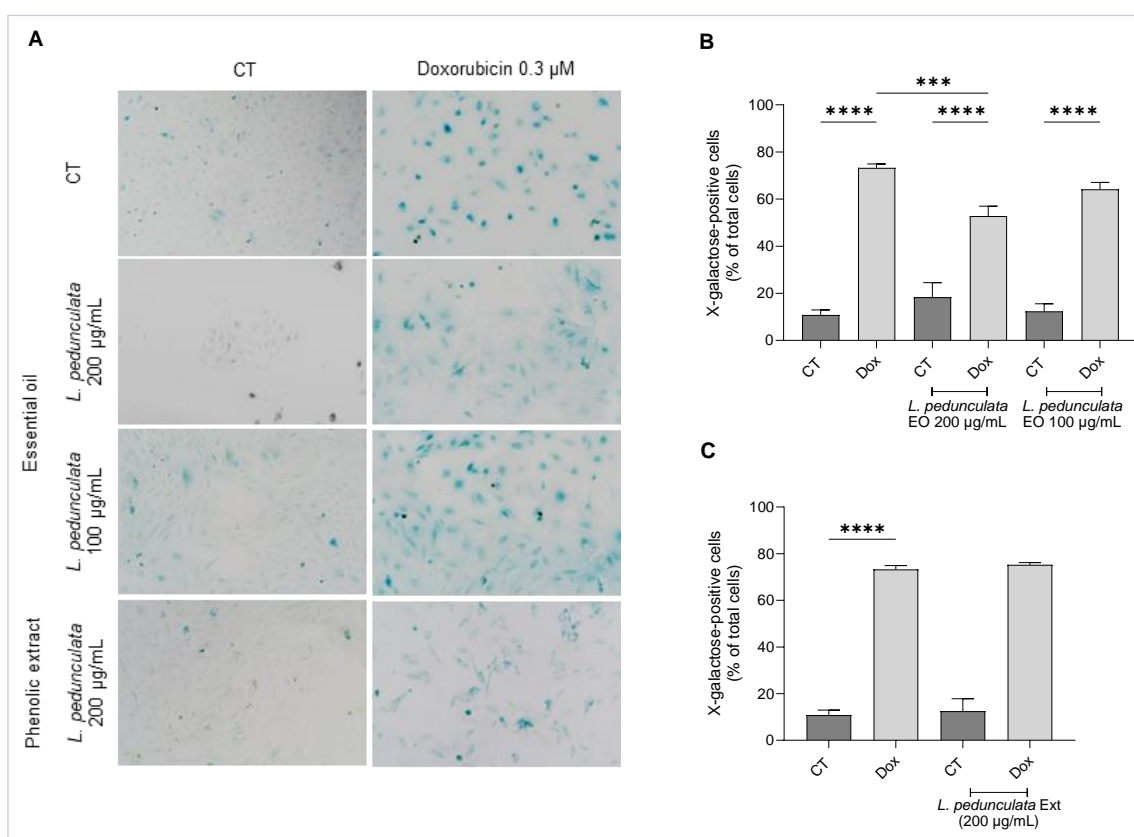 A
CT
Doxorubicin 0.3 µM
CT
Essential oil
L. pedunculata
200 µg/mL
L. pedunculata
100 µg/mL
Phenolic extract
L. pedunculata
200 µg/mL
B
X-galactose-positive cells
(% of total cells)
100
80
60
40
20
0
****
***
****
****
CT
Dox
CT
Dox
CT
Dox
L. pedunculata
EO 200 µg/mL
L. pedunculata
EO 100 µg/mL
C
X-galactose-positive cells
(% of total cells)
100
80
60
40
20
0
****
CT
Dox
CT
Dox
L. pedunculata Ext
(200 µg/mL)